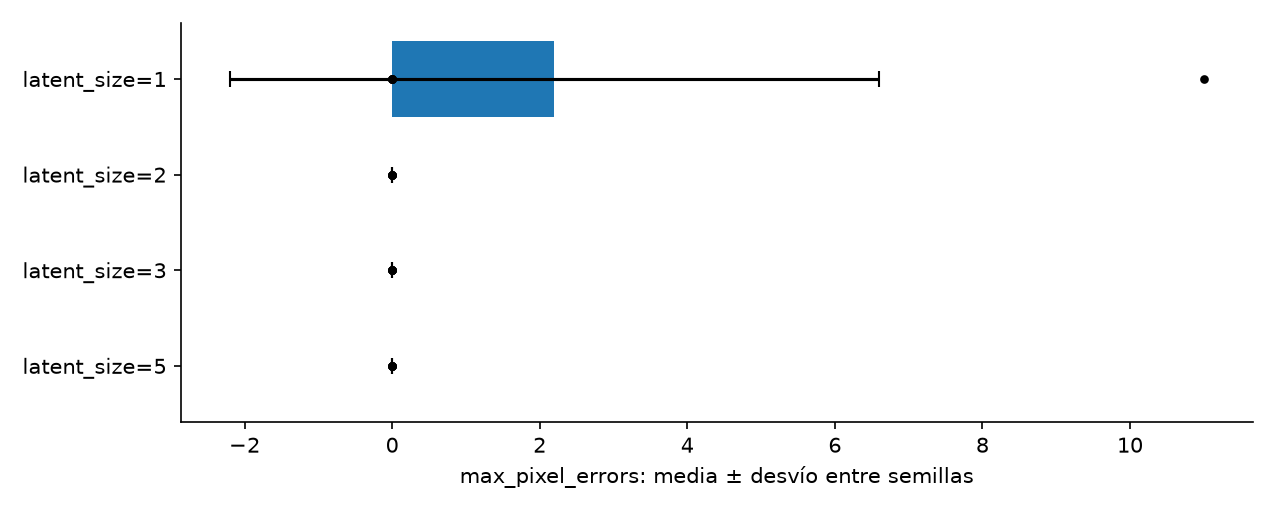 latent_size=1
latent_size=2
latent_size=3
latent_size=5
−2 0 2 4 6 8 10
max_pixel_errors: media ± desvío entre semillas